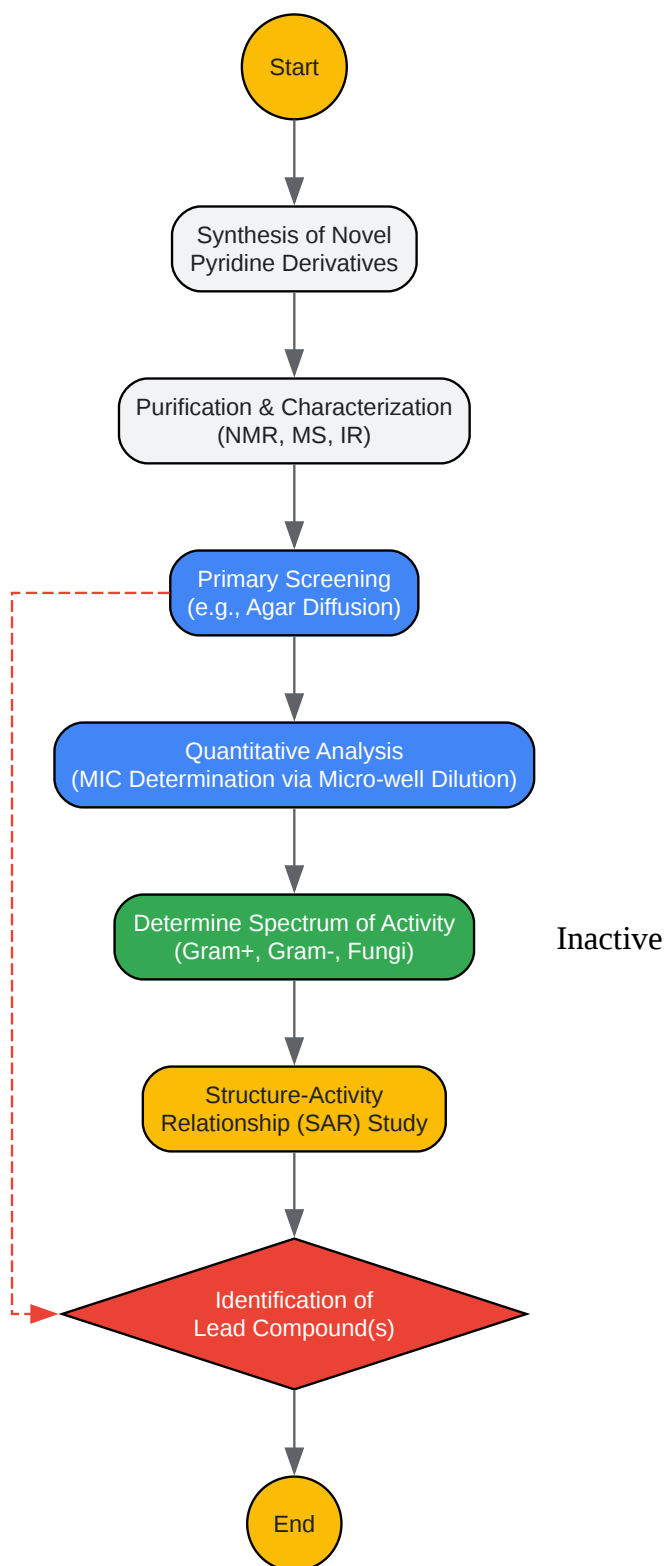 Start
Synthesis of Novel
Pyridine Derivatives
Purification & Characterization
(NMR, MS, IR)
Primary Screening
(e.g., Agar Diffusion)
Quantitative Analysis
(MIC Determination via Micro-well Dilution)
Determine Spectrum of Activity
(Gram+, Gram-, Fungi)
Inactive
Structure-Activity
Relationship (SAR) Study
Identification of
Lead Compound(s)
End